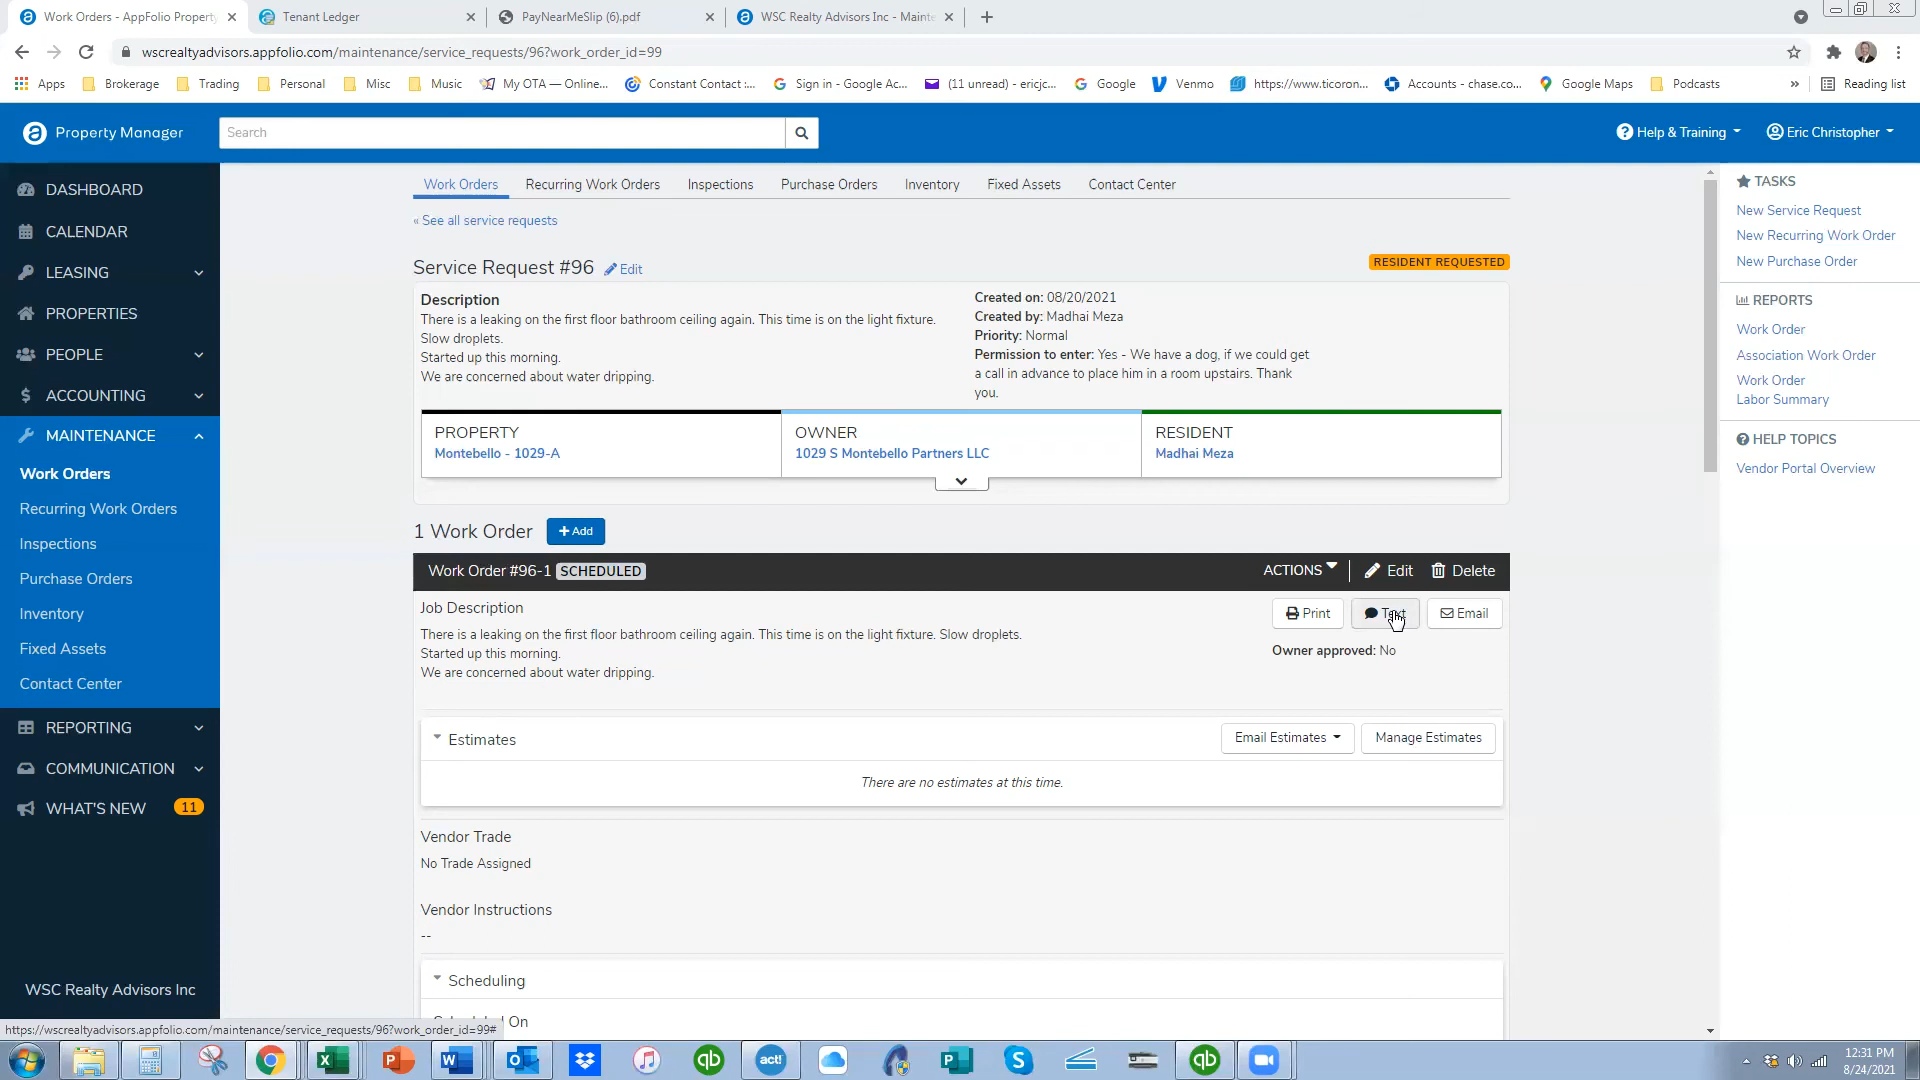 Work Orders - AppFolio Property
Tenant Ledger
PayNearMeSlip (6).pdf
WSC Realty Advisors Inc - Mainte
wscrealtyadvisors.appfolio.com/maintenance/service_requests/96?work_order_id=99
Apps
Brokerage
Trading
Personal
Misc
Music
My OTA — Online...
Constant Contact :...
Sign in - Google Ac...
(11 unread) - ericjc...
Google
Venmo
https://www.ticoron...
Accounts - chase.co...
Google Maps
Podcasts
»
Reading list
Property Manager
Search
Help & Training
Eric Christopher
DASHBOARD
CALENDAR
LEASING
PROPERTIES
PEOPLE
ACCOUNTING
MAINTENANCE
Work Orders
Recurring Work Orders
Inspections
Purchase Orders
Inventory
Fixed Assets
Contact Center
REPORTING
COMMUNICATION
WHAT'S NEW 11
WSC Realty Advisors Inc
Work Orders
Recurring Work Orders
Inspections
Purchase Orders
Inventory
Fixed Assets
Contact Center
« See all service requests
Service Request #96 Edit
RESIDENT REQUESTED
Description
There is a leaking on the first floor bathroom ceiling again. This time is on the light fixture.
Slow droplets.
Started up this morning.
We are concerned about water dripping.
Created on: 08/20/2021
Created by: Madhai Meza
Priority: Normal
Permission to enter: Yes - We have a dog, if we could get
a call in advance to place him in a room upstairs. Thank
you.
PROPERTY
Montebello - 1029-A
OWNER
1029 S Montebello Partners LLC
RESIDENT
Madhai Meza
1 Work Order + Add
Work Order #96-1 SCHEDULED
ACTIONS
Edit
Delete
Job Description
There is a leaking on the first floor bathroom ceiling again. This time is on the light fixture. Slow droplets.
Started up this morning.
We are concerned about water dripping.
Print
Text
Email
Owner approved: No
Estimates
Email Estimates
Manage Estimates
There are no estimates at this time.
Vendor Trade
No Trade Assigned
Vendor Instructions
--
Scheduling
Scheduled On
TASKS
New Service Request
New Recurring Work Order
New Purchase Order
REPORTS
Work Order
Association Work Order
Work Order
Labor Summary
HELP TOPICS
Vendor Portal Overview
https://wscrealtyadvisors.appfolio.com/maintenance/service_requests/96?work_order_id=99#
act!
qb
12:31 PM
8/24/2021